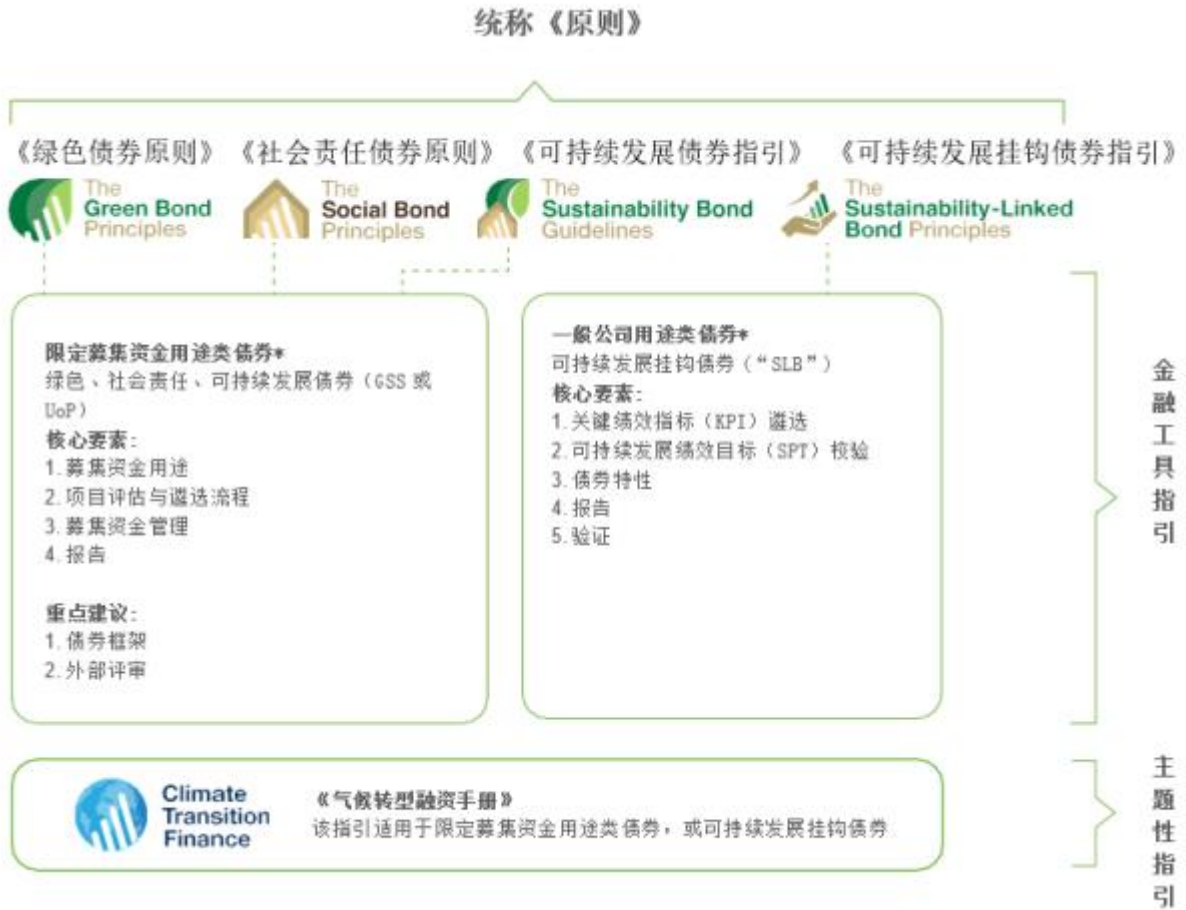 统称《原则》
《绿色债券原则》 《社会责任债券原则》 《可持续发展债券指引》 《可持续发展挂钩债券指引》
The
Green Bond
Principles
The
Social Bond
Principles
The
Sustainability Bond
Guidelines
The
Sustainability-Linked
Bond Principles
限定募集资金用途类债券*
绿色、社会责任、可持续发展债券（GSS 或
UoP）
核心要素：
1.募集资金用途
2.项目评估与遴选流程
3.募集资金管理
4.报告
重点建议：
1.债券框架
2.外部评审
一般公司用途类债券*
可持续发展挂钩债券（“SLB”）
核心要素：
1.关键绩效指标（KPI）遴选
2.可持续发展绩效目标（SPT）校验
3.债券特性
4.报告
5.验证
金融工具指引
Climate
Transition
Finance
《气候转型融资手册》
该指引适用于限定募集资金用途类债券，或可持续发展挂钩债券
主题性指引